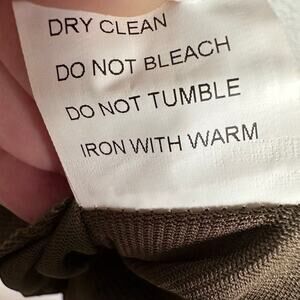 DRY CLEAN
DO NOT BLEACH
DO NOT TUMBLE
IRON WITH WARM